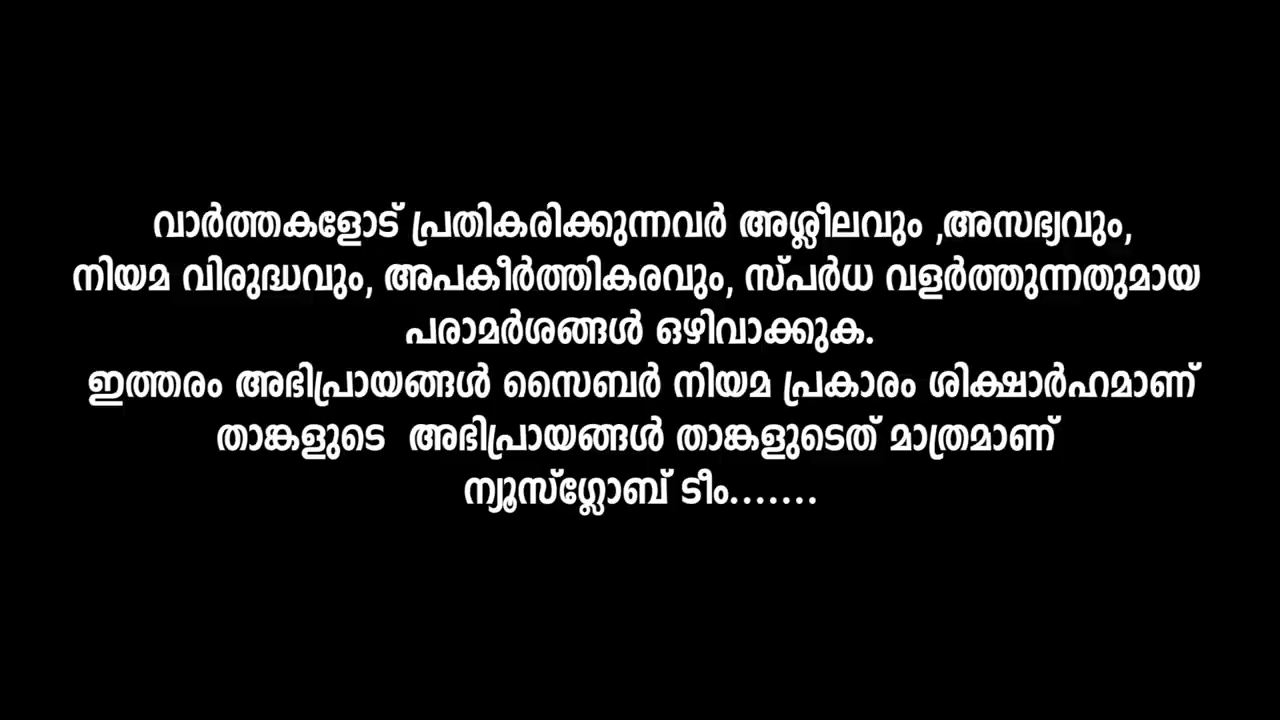 വാർത്തകളോട് പ്രതികരിക്കുന്നവർ അശ്ലീലവും ,അസഭ്യവും,
നിയമ വിരുദ്ധവും, അപകീർത്തികരവും, സ്പർധ വളർത്തുന്നതുമായ
പരാമർശങ്ങൾ ഒഴിവാക്കുക.
ഇത്തരം അഭിപ്രായങ്ങൾ സൈബർ നിയമ പ്രകാരം ശിക്ഷാർഹമാണ്
താങ്കളുടെ  അഭിപ്രായങ്ങൾ താങ്കളുടെത് മാത്രമാണ്
ന്യൂസ്ഗ്ലോബ് ടീം.......